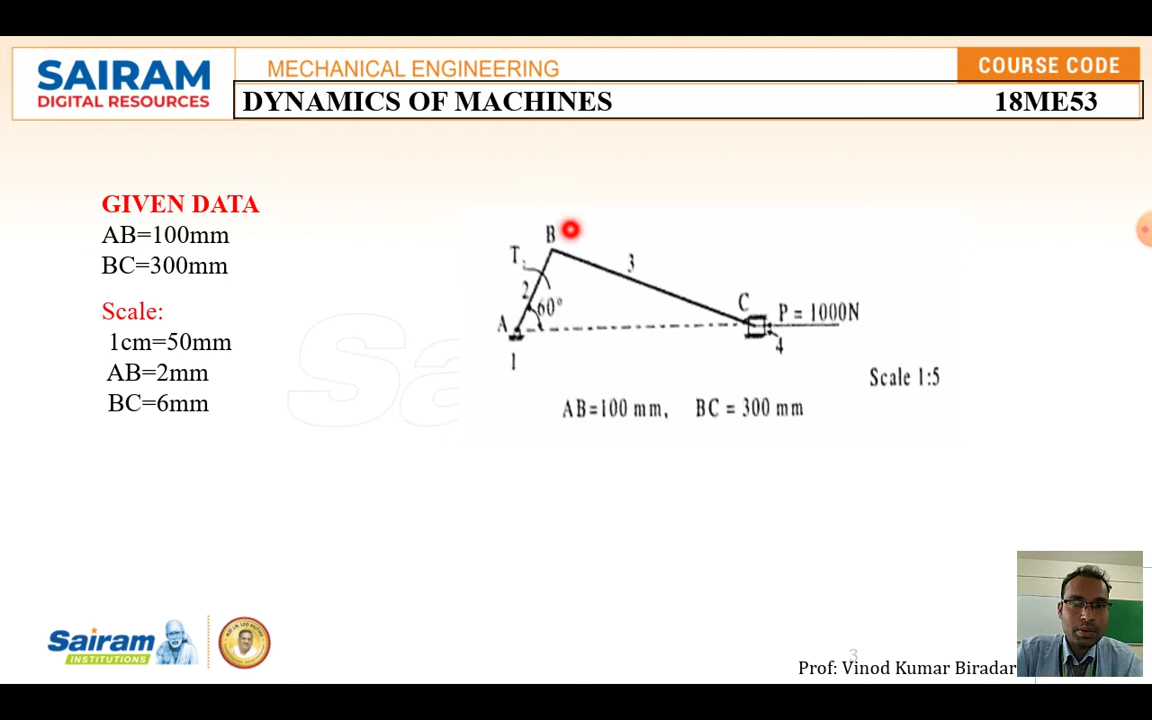 SAIRAM
DIGITAL RESOURCES
MECHANICAL ENGINEERING
COURSE CODE
DYNAMICS OF MACHINES
18ME53
GIVEN DATA
AB=100mm
BC=300mm
Scale:
1cm=50mm
AB=2mm
BC=6mm
B
T
3
2
60°
A
C
P = 1000N
4
1
Scale 1:5
AB=100 mm, BC = 300 mm
Sa
Sairam
INSTITUTIONS
3
Prof: Vinod Kumar Biradar